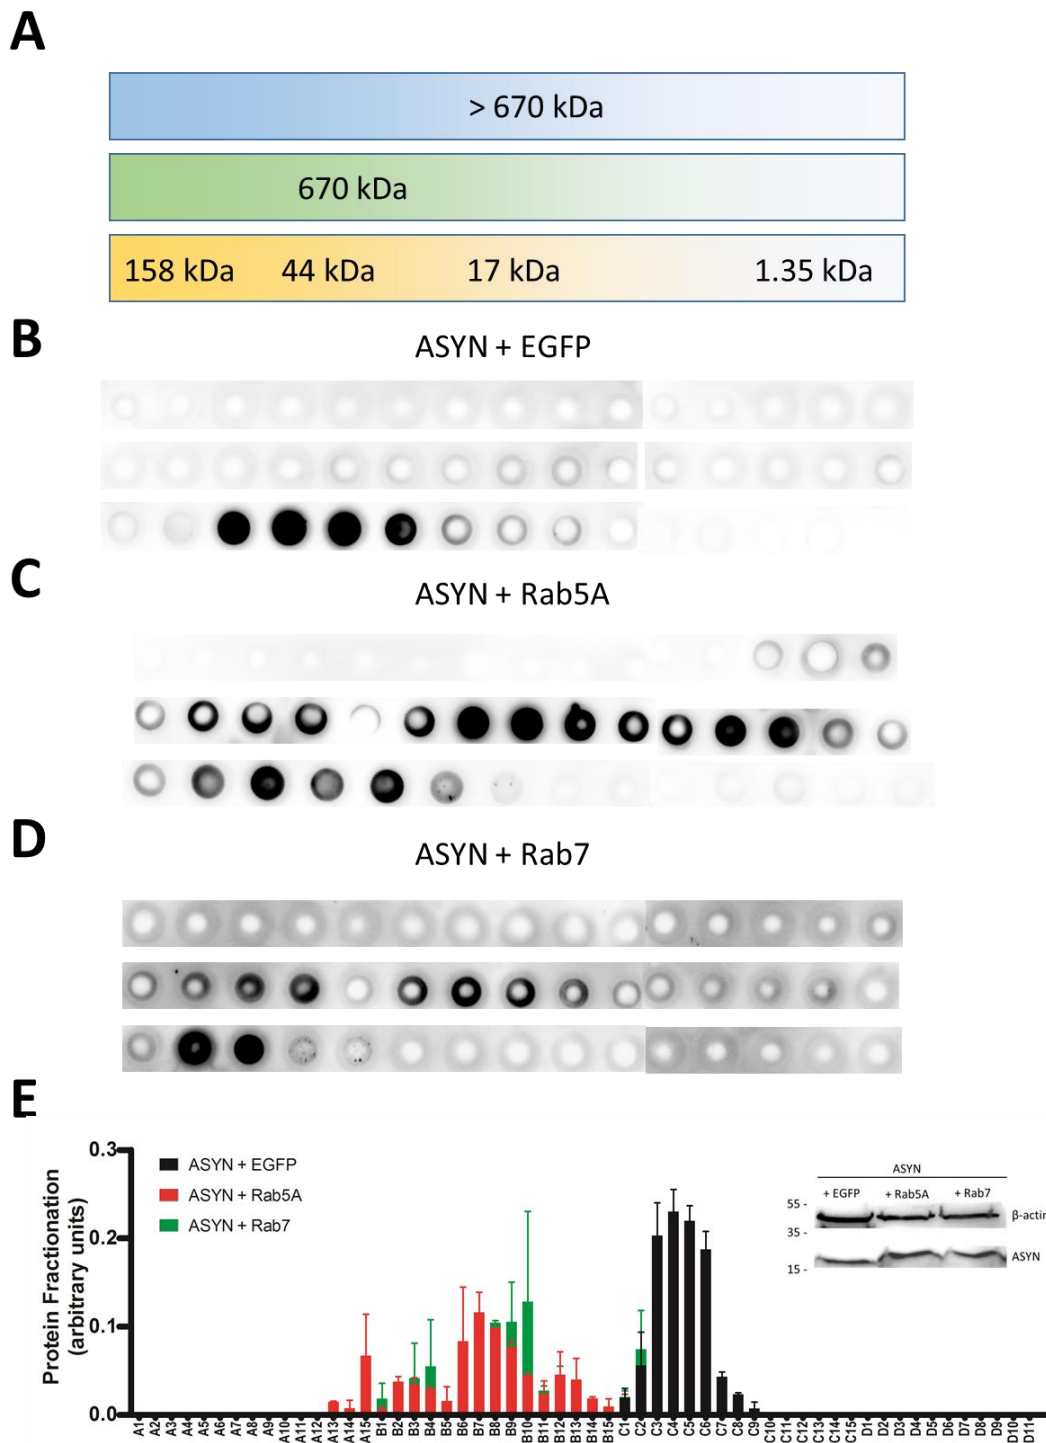 A
> 670 kDa
670 kDa
158 kDa 44 kDa 17 kDa 1.35 kDa
B
ASYN + EGFP
C
ASYN + Rab5A
D
ASYN + Rab7
E
Protein Fractionation
(arbitrary units)
0.3
0.2
0.1
0.0
ASYN + EGFP
ASYN + Rab5A
ASYN + Rab7
ASYN
+ EGFP + Rab5A + Rab7
55 -
35 -
15 -
β-actir
ASYN
A1 A2 A3 A4 A5 A6 A7 A8 A9 A10 A11 A12 A13 A14 A15 B1 B2 B3 B4 B5 B6 B7 B8 B9 B10 B11 B12 B13 B14 B15 C1 C2 C3 C4 C5 C6 C7 C8 C9 C10 C11 C12 C13 C14 C15 D1 D2 D3 D4 D5 D6 D7 D8 D9 D10 D11